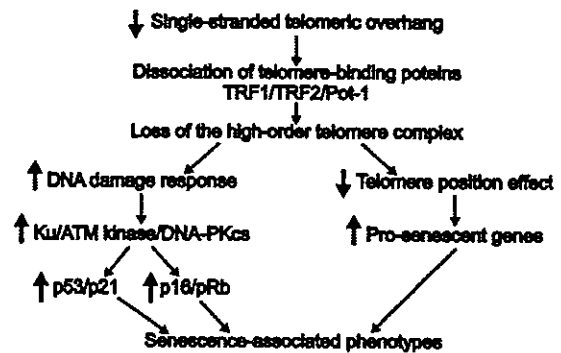 Single-stranded telomeric overhang
Dissociation of telomere-binding poteins
TRF1/TRF2/Pot-1
Loss of the high-order telomere complex
DNA damage response
Telomere position effect
Ku/ATM kinase/DNA-PKcs
Pro-senescent genes
p53/p21
p16/pRb
Senescence-associated phenotypes